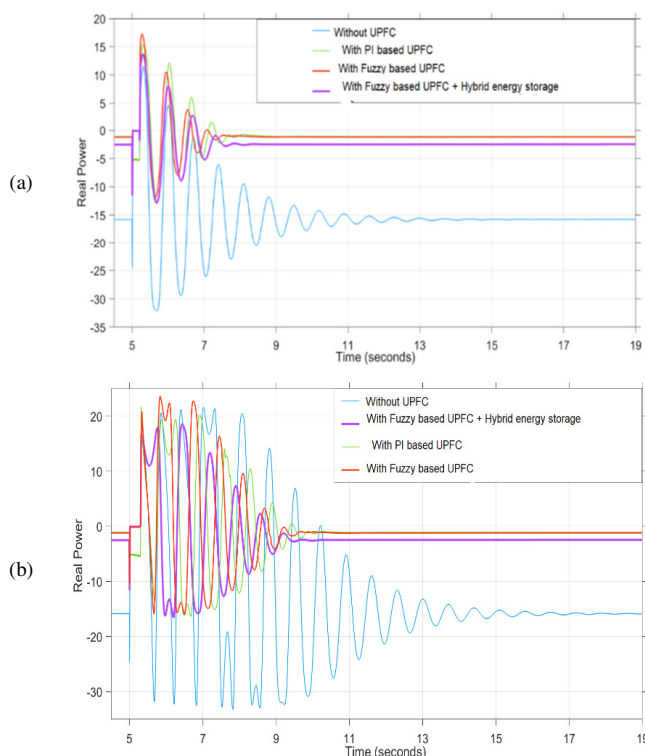 (a)
Real Power
20
15
10
5
0
-5
-10
-15
-20
-25
-30
-35
Without UPFC
With PI based UPFC
With Fuzzy based UPFC
With Fuzzy based UPFC + Hybrid energy storage
5 7 9 11 13 15 17 19
Time (seconds)
(b)
Real Power
20
10
0
-10
-20
-30
Without UPFC
With Fuzzy based UPFC + Hybrid energy storage
With PI based UPFC
With Fuzzy based UPFC
5 7 9 11 13 15 17 19
Time (seconds)